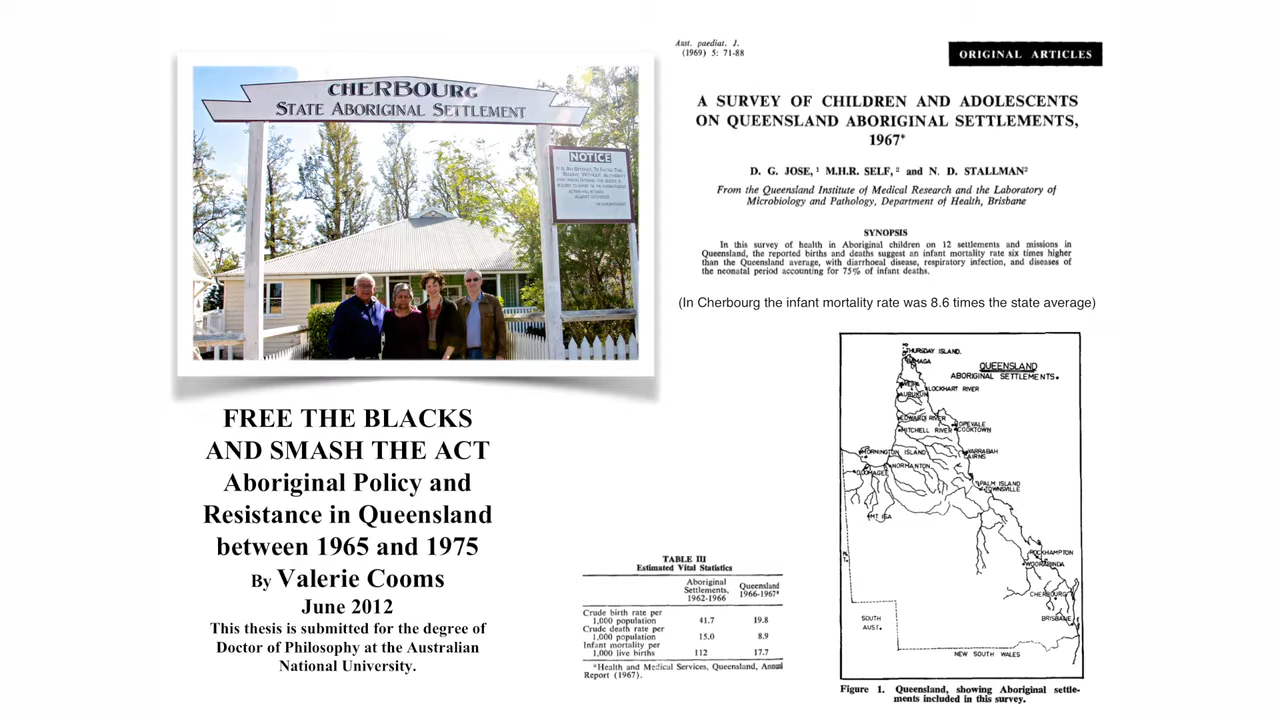 CHERBOURG
STATE ABORIGINAL SETTLEMENT
NOTICE
FREE THE BLACKS
AND SMASH THE ACT
Aboriginal Policy and
Resistance in Queensland
between 1965 and 1975
By Valerie Cooms
June 2012
This thesis is submitted for the degree of
Doctor of Philosophy at the Australian
National University.
Aust. paediat. J.
(1969) 5: 71-88
ORIGINAL ARTICLES
A SURVEY OF CHILDREN AND ADOLESCENTS
ON QUEENSLAND ABORIGINAL SETTLEMENTS,
1967*
D. G. JOSE,¹ M.H.R. SELF,² and N. D. STALLMAN²
From the Queensland Institute of Medical Research and the Laboratory of
Microbiology and Pathology, Department of Health, Brisbane
SYNOPSIS
In this survey of health in Aboriginal children on 12 settlements and missions in
Queensland, the reported births and deaths suggest an infant mortality rate six times higher
than the Queensland average, with diarrhoeal disease, respiratory infection, and diseases of
the neonatal period accounting for 75% of infant deaths.
(In Cherbourg the infant mortality rate was 8.6 times the state average)
TABLE III
Estimated Vital Statistics
Aboriginal Settlements, 1962-1966 Queensland 1966-1967*
Crude birth rate per
1,000 population 41.7 19.8
Crude death rate per
1,000 population 15.0 8.9
Infant mortality per
1,000 live births 112 17.7
*Health and Medical Services, Queensland, Annual
Report (1967).
THURSDAY ISLAND.
BAMAGA
QUEENSLAND
ABORIGINAL SETTLEMENTS.
WEIPA
LOCKHART RIVER
AURUKUN
EDWARD RIVER
HOPEVALE
MITCHELL RIVER
COOKTOWN
MORNINGTON ISLAND
YARRABAH
CAIRNS
NORMANTON
DOOMAGEE
PALM ISLAND
TOWNSVILLE
MT ISA
ROCKHAMPTON
WOORABINDA
N.T.
CHERBOURG
BRISBANE
SOUTH
AUST.
NEW SOUTH WALES
Figure 1. Queensland, showing Aboriginal settle-
ments included in this survey.